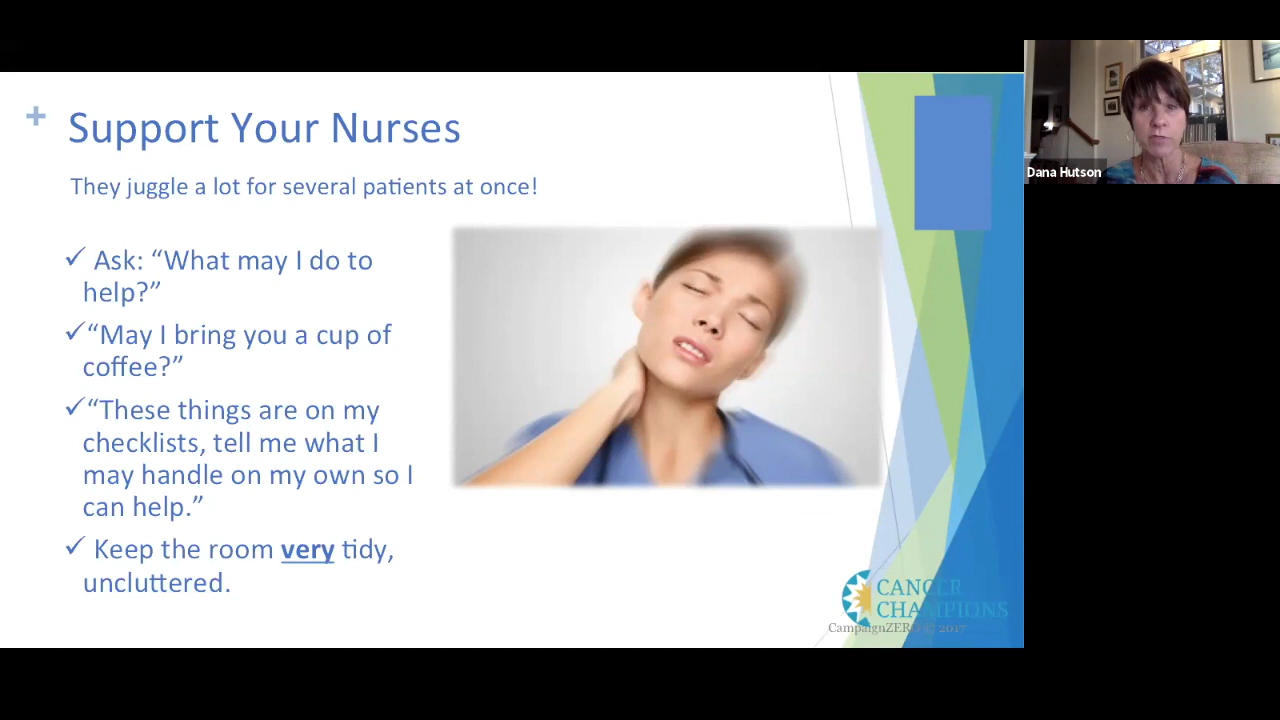 + Support Your Nurses
They juggle a lot for several patients at once!
✓ Ask: “What may I do to
help?”
✓“May I bring you a cup of
coffee?”
✓“These things are on my
checklists, tell me what I
may handle on my own so I
can help.”
✓ Keep the room very tidy,
uncluttered.
CANCER
CHAMPIONS
CampaignZERO © 2017
Dana Hutson